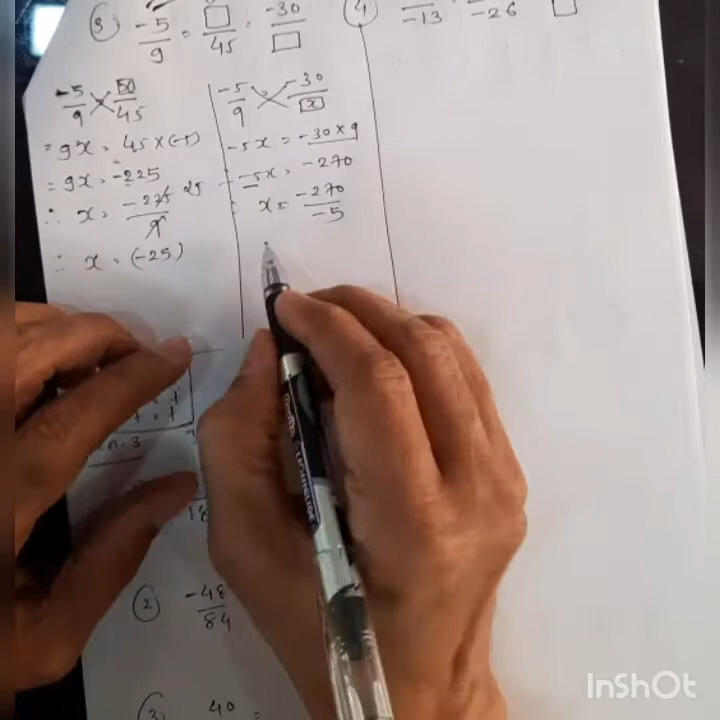 ③ -5/9 = □/45 = -30/□
④ /-13 /-26 □
-5/9 45
= 9x = 45 × (-5)
= 9x = -225
∴ x = -225/9 25
∴ x = (-25)
-5/9 -30/x
-5x = -30 × 9
-5x = -270
x = -270/-5
② -48/84
③ 40 =
InShOt